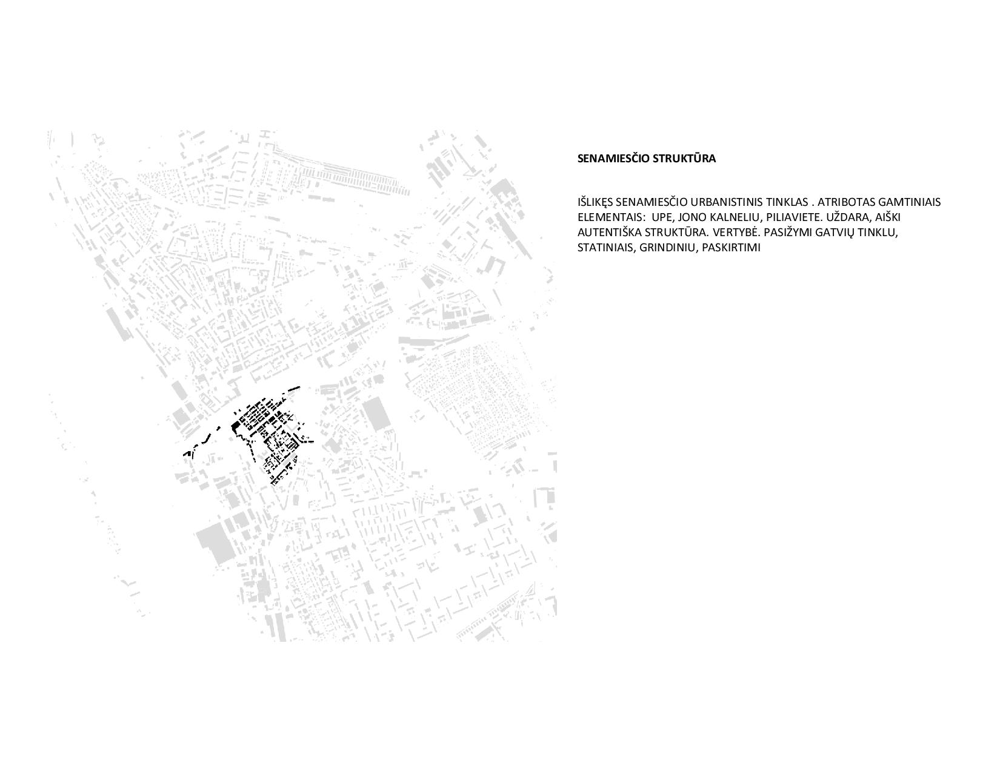 SENAMIESČIO STRUKTŪRA
IŠLIKĘS SENAMIESČIO URBANISTINIS TINKLAS . ATRIBOTAS GAMTINIAIS
ELEMENTAIS:  UPE, JONO KALNELIU, PILIAVIETE. UŽDARA, AIŠKI
AUTENTIŠKA STRUKTŪRA. VERTYBĖ. PASIŽYMI GATVIŲ TINKLU,
STATINIAIS, GRINDINIU, PASKIRTIMI